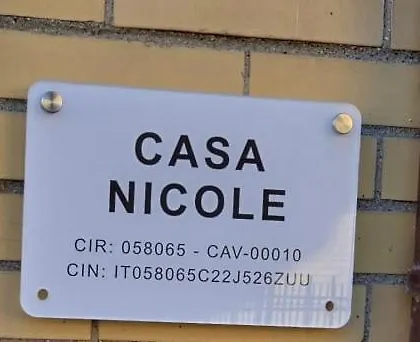 CASA
NICOLE
CIR: 058065 - CAV-00010
CIN: IT058065C22J526ZUU